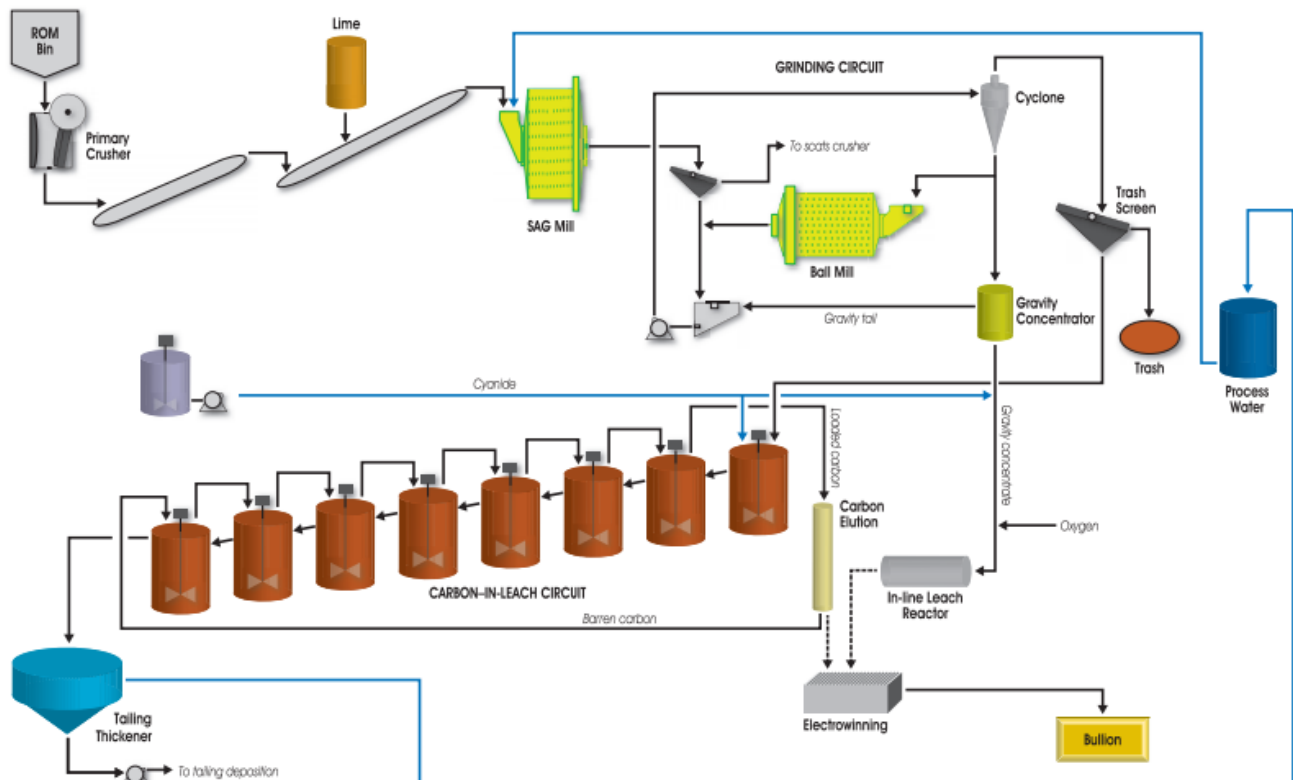 ROM
Bin
Lime
GRINDING CIRCUIT
Cyclone
Primary
Crusher
To scats crusher
Trash
Screen
SAG Mill
Ball Mill
Gravity
Concentrator
Gravity tail
Trash
Process
Water
Cyanide
Loaded carbon
Gravity concentrate
Carbon
Elution
Oxygen
CARBON–IN–LEACH CIRCUIT
In-line Leach
Reactor
Barren carbon
Tailing
Thickener
Electrowinning
Bullion
To tailing deposition